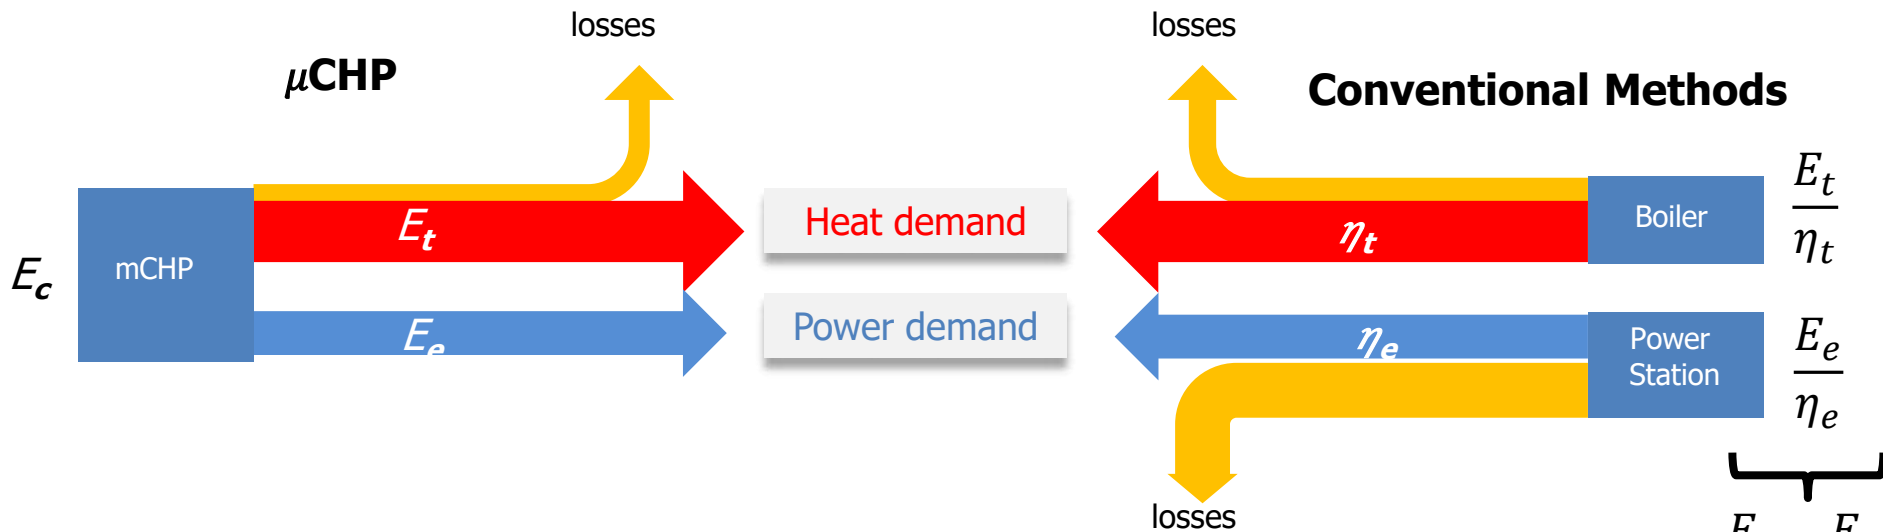 losses
losses
μCHP
Conventional Methods
E_c
mCHP
E_t
E_e
Heat demand
Power demand
η_t
η_e
Boiler
E_t
η_t
Power
Station
E_e
η_e
losses
E E